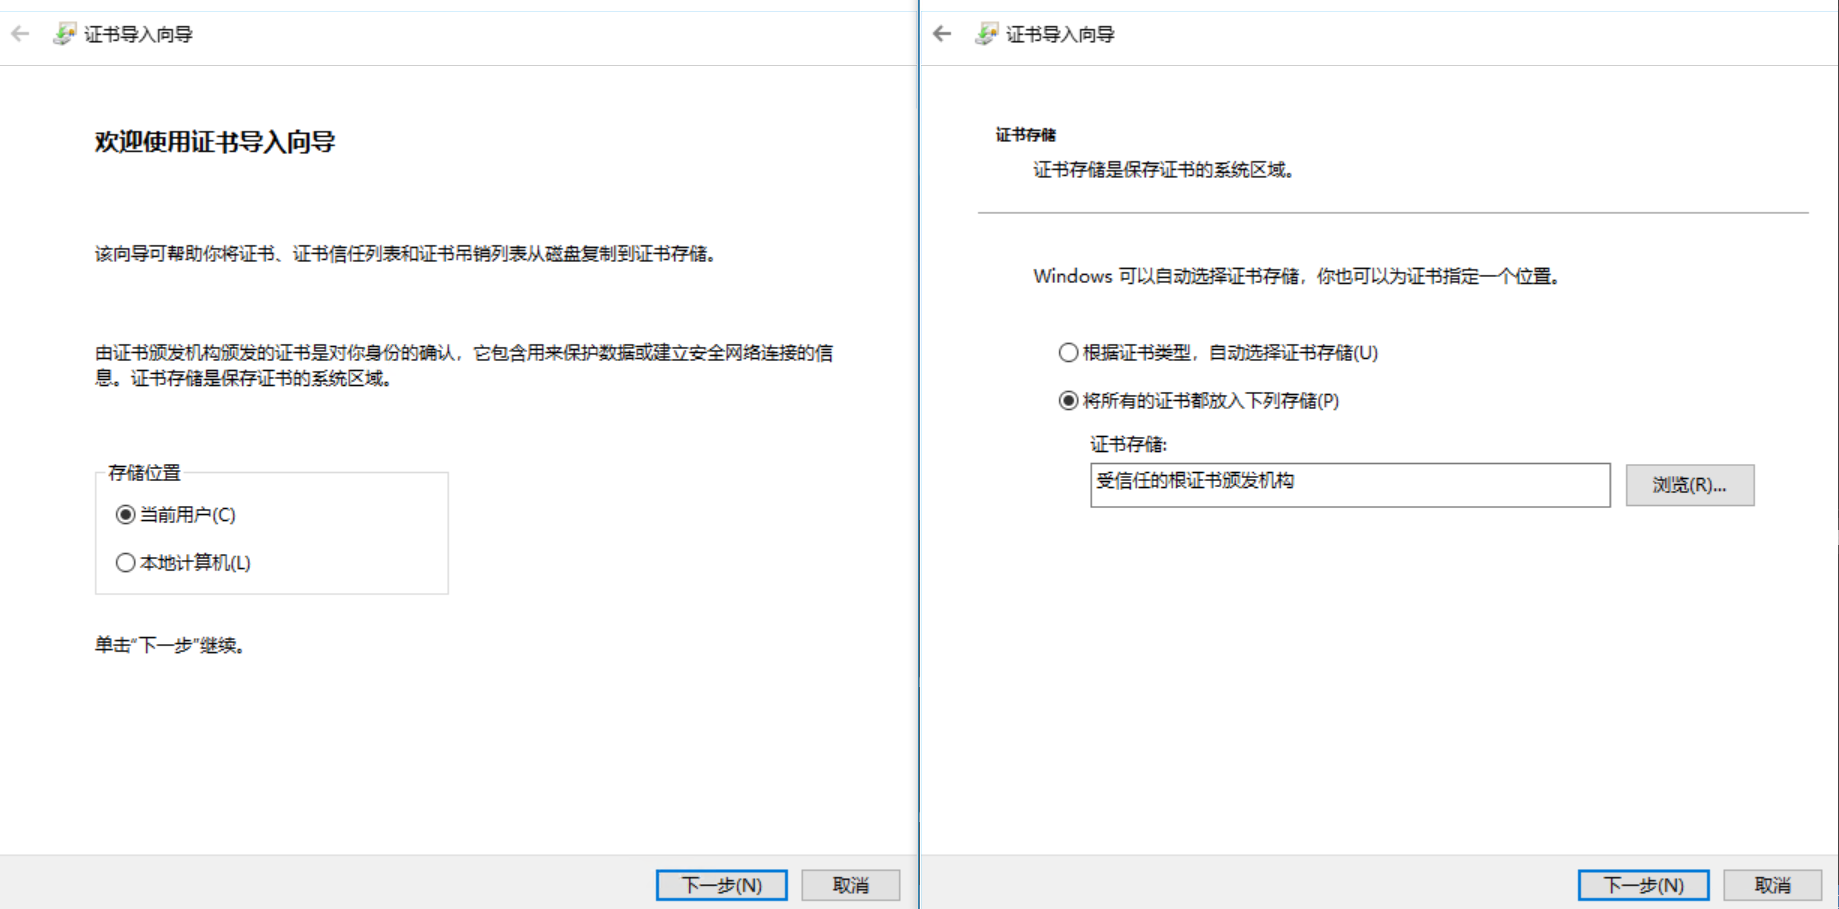 证书导入向导
欢迎使用证书导入向导
该向导可帮助你将证书、证书信任列表和证书吊销列表从磁盘复制到证书存储。
由证书颁发机构颁发的证书是对你身份的确认，它包含用来保护数据或建立安全网络连接的信
息。证书存储是保存证书的系统区域。
存储位置
当前用户(C)
本地计算机(L)
单击“下一步”继续。
下一步(N)
取消
证书导入向导
证书存储
证书存储是保存证书的系统区域。
Windows 可以自动选择证书存储，你也可以为证书指定一个位置。
根据证书类型，自动选择证书存储(U)
将所有的证书都放入下列存储(P)
证书存储:
受信任的根证书颁发机构
浏览(R)...
下一步(N)
取消